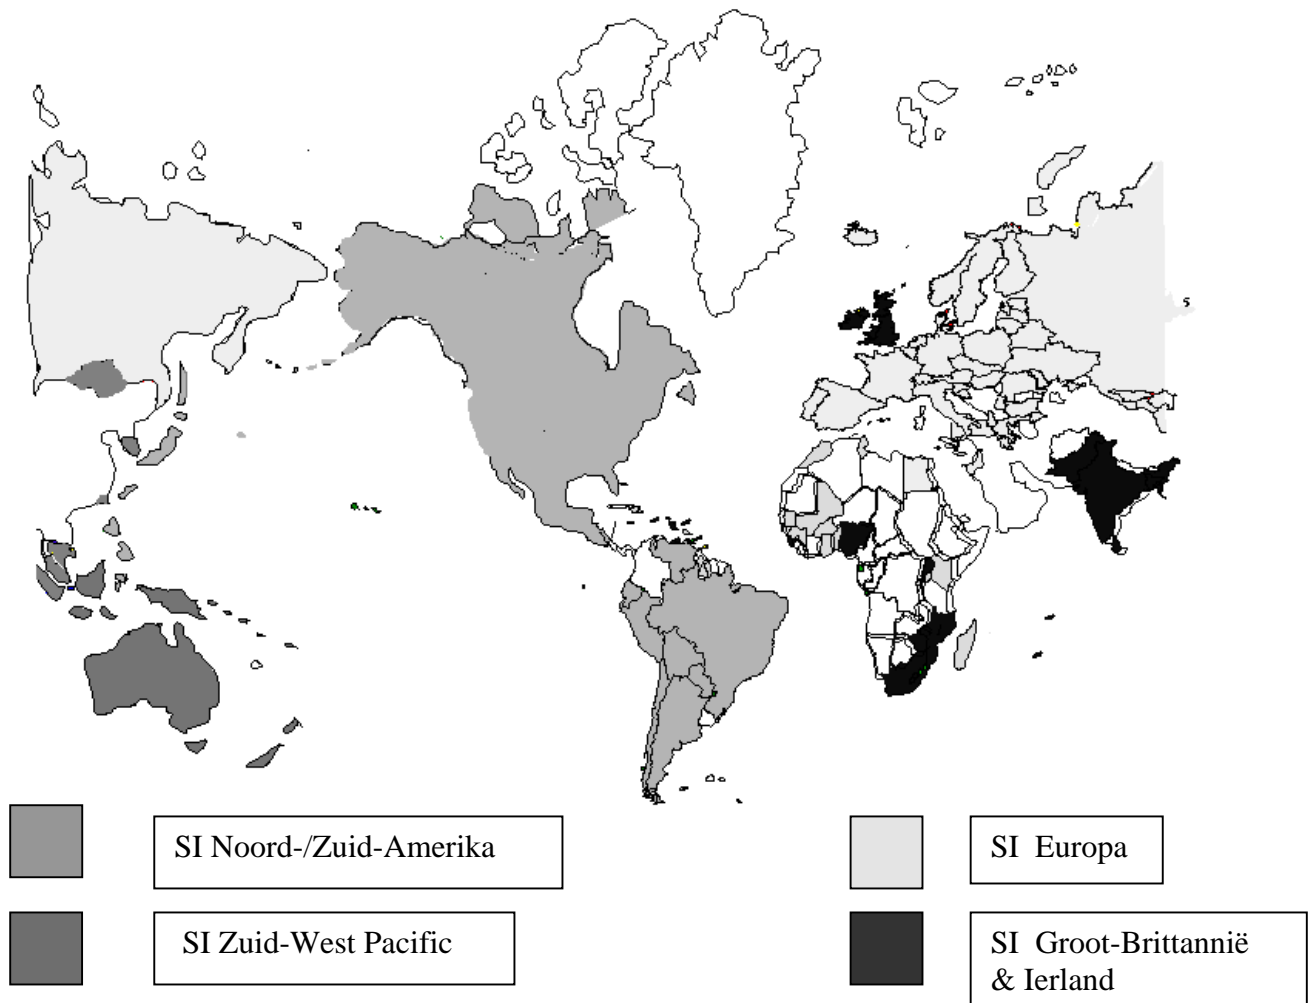 s
SI Noord-/Zuid-Amerika
SI Europa
SI Zuid-West Pacific
SI Groot-Brittannië
& Ierland